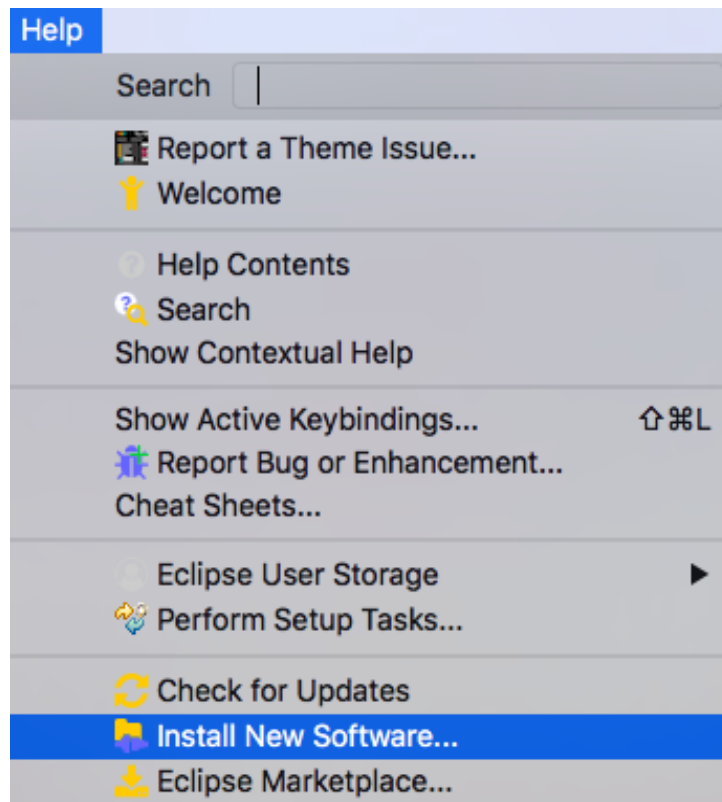 Help
Search
Report a Theme Issue...
Welcome
Help Contents
Search
Show Contextual Help
Show Active Keybindings... ⇧⌘L
Report Bug or Enhancement...
Cheat Sheets...
Eclipse User Storage
Perform Setup Tasks...
Check for Updates
Install New Software...
Eclipse Marketplace...